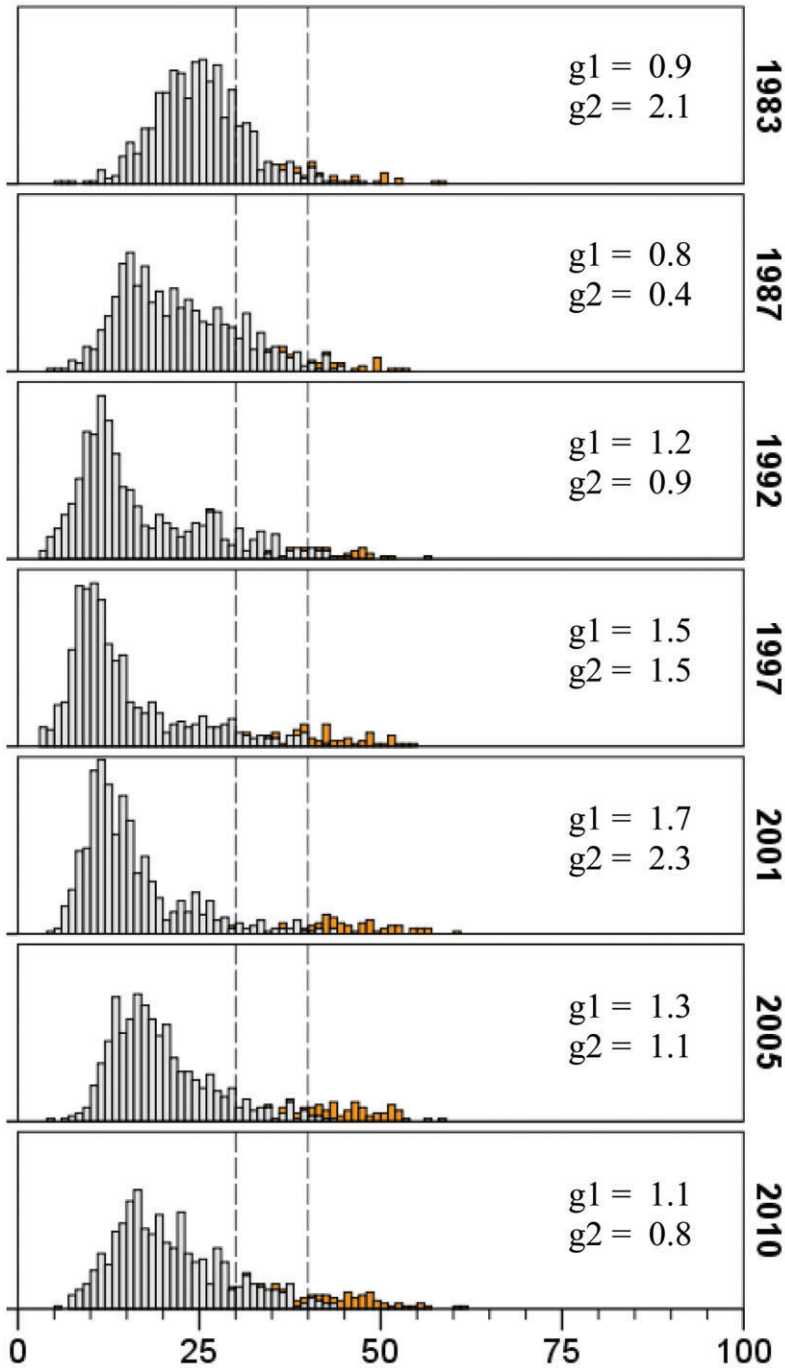 g1 = 0.9
g2 = 2.1
1983
g1 = 0.8
g2 = 0.4
1987
g1 = 1.2
g2 = 0.9
1992
g1 = 1.5
g2 = 1.5
1997
g1 = 1.7
g2 = 2.3
2001
g1 = 1.3
g2 = 1.1
2005
g1 = 1.1
g2 = 0.8
2010
0 25 50 75 100